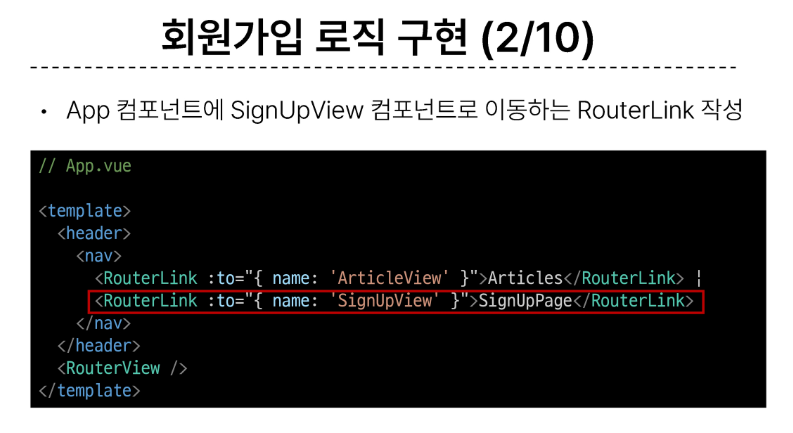 회원가입 로직 구현 (2/10)
• App 컴포넌트에 SignUpView 컴포넌트로 이동하는 RouterLink 작성
// App.vue
<template>
  <header>
    <nav>
      <RouterLink :to="{ name: 'ArticleView' }">Articles</RouterLink> |
      <RouterLink :to="{ name: 'SignUpView' }">SignUpPage</RouterLink>
    </nav>
  </header>
  <RouterView />
</template>